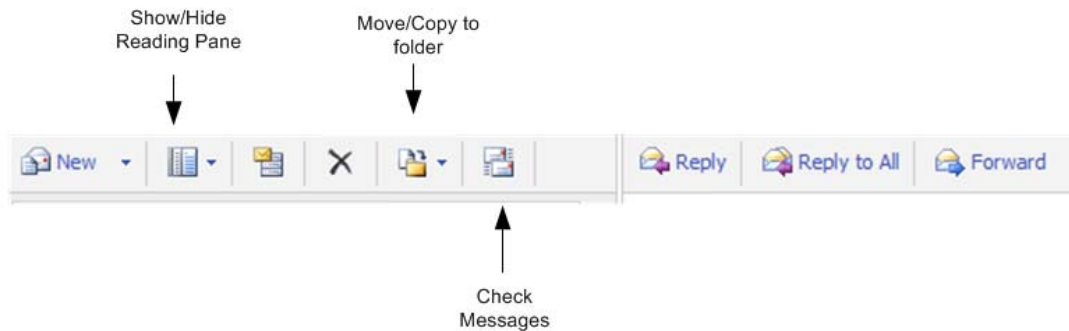 Show/Hide
Reading Pane
Move/Copy to
folder
New
Reply
Reply to All
Forward
Check
Messages